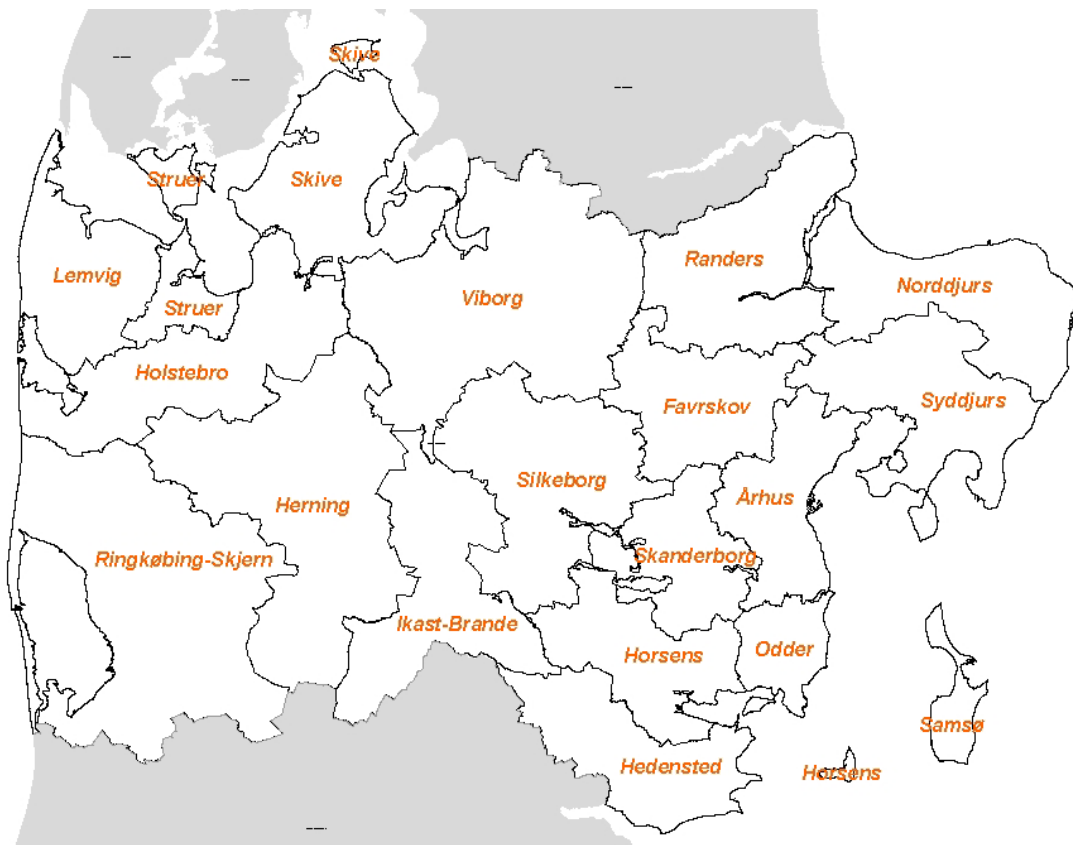 Skive
Struer
Skive
Randers
Lemvig
Norddjurs
Viborg
Struer
Holstebro
Favrskov
Syddjurs
Silkeborg
Århus
Herning
Ringkøbing-Skjern
Skanderborg
Ikast-Brande
Horsens
Odder
Samsø
Hedensted
Horsens